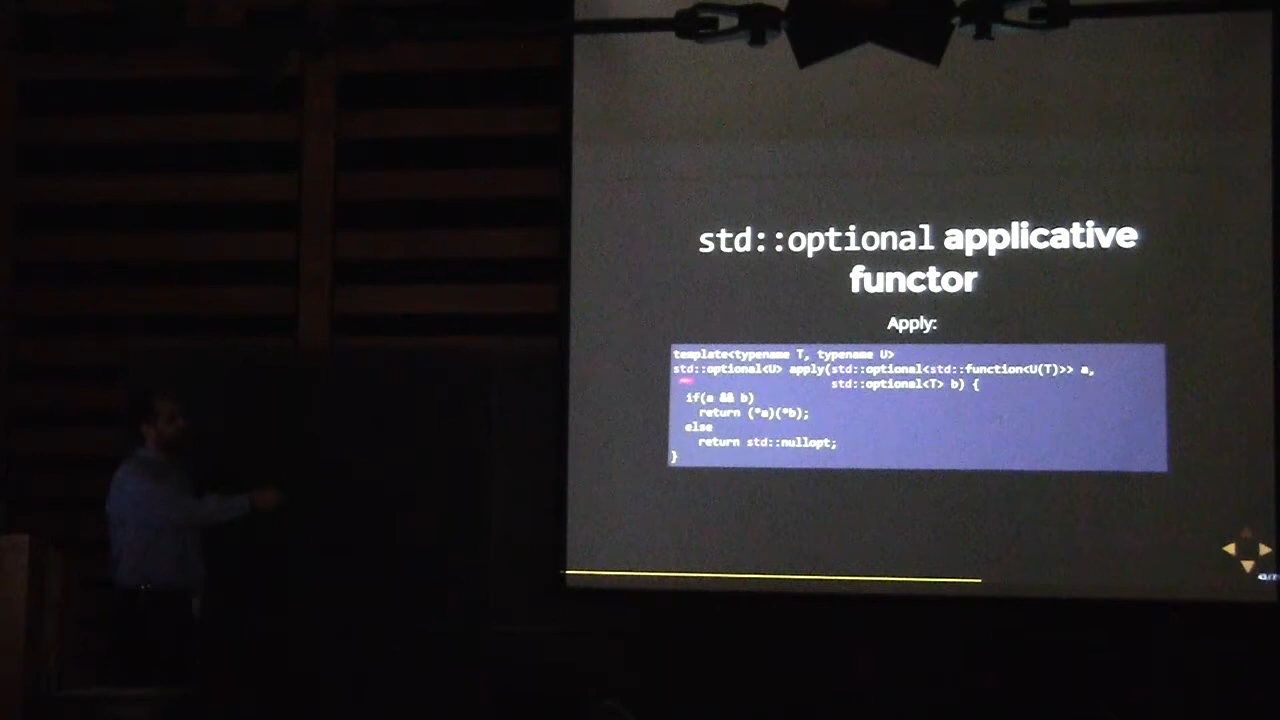 std::optional applicative
functor
Apply:
template<typename T, typename U>
std::optional<U> apply(std::optional<std::function<U(T)>> a,
std::optional<T> b) {
if(a && b)
return (*a)(*b);
else
return std::nullopt;
}